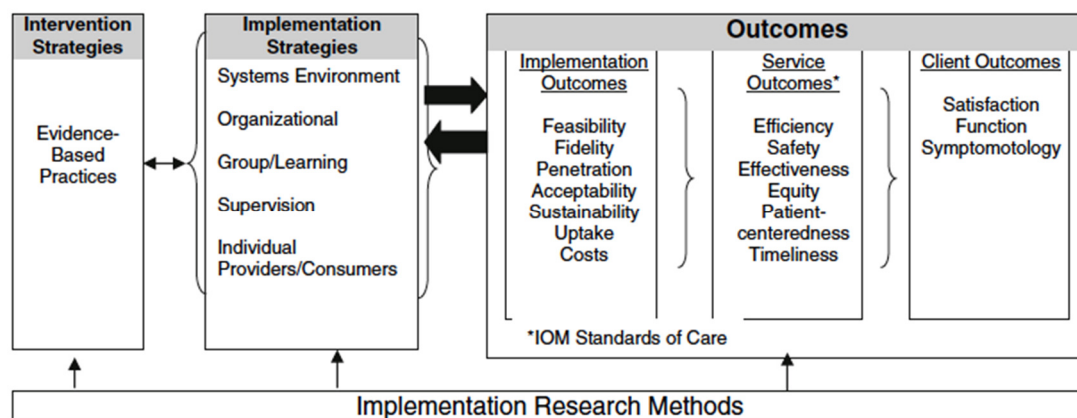 Intervention
Strategies
Evidence-
Based
Practices
Implementation
Strategies
Systems Environment
Organizational
Group/Learning
Supervision
Individual
Providers/Consumers
Outcomes
Implementation
Outcomes
Feasibility
Fidelity
Penetration
Acceptability
Sustainability
Uptake
Costs
Service
Outcomes*
Efficiency
Safety
Effectiveness
Equity
Patient-
centeredness
Timeliness
Client Outcomes
Satisfaction
Function
Symptomotology
*IOM Standards of Care
Implementation Research Methods